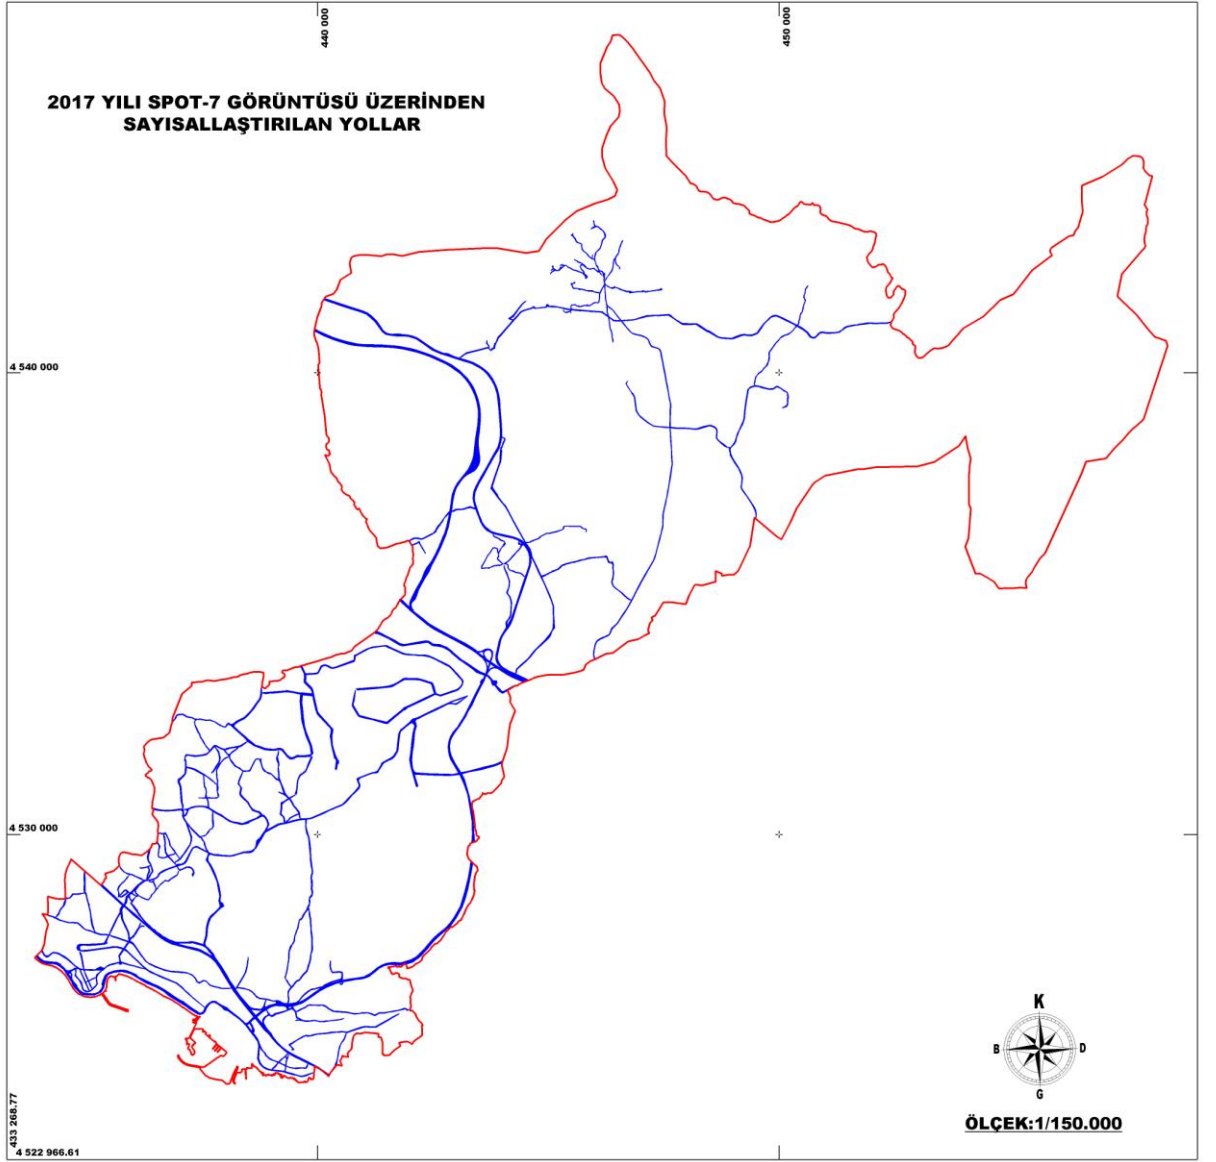 440 000
450 000
2017 YILI SPOT-7 GÖRÜNTÜSÜ ÜZERİNDEN
SAYISALLAŞTIRILAN YOLLAR
4 540 000
4 530 000
K
B
D
G
ÖLÇEK:1/150.000
433 268.77
4 522 966.61